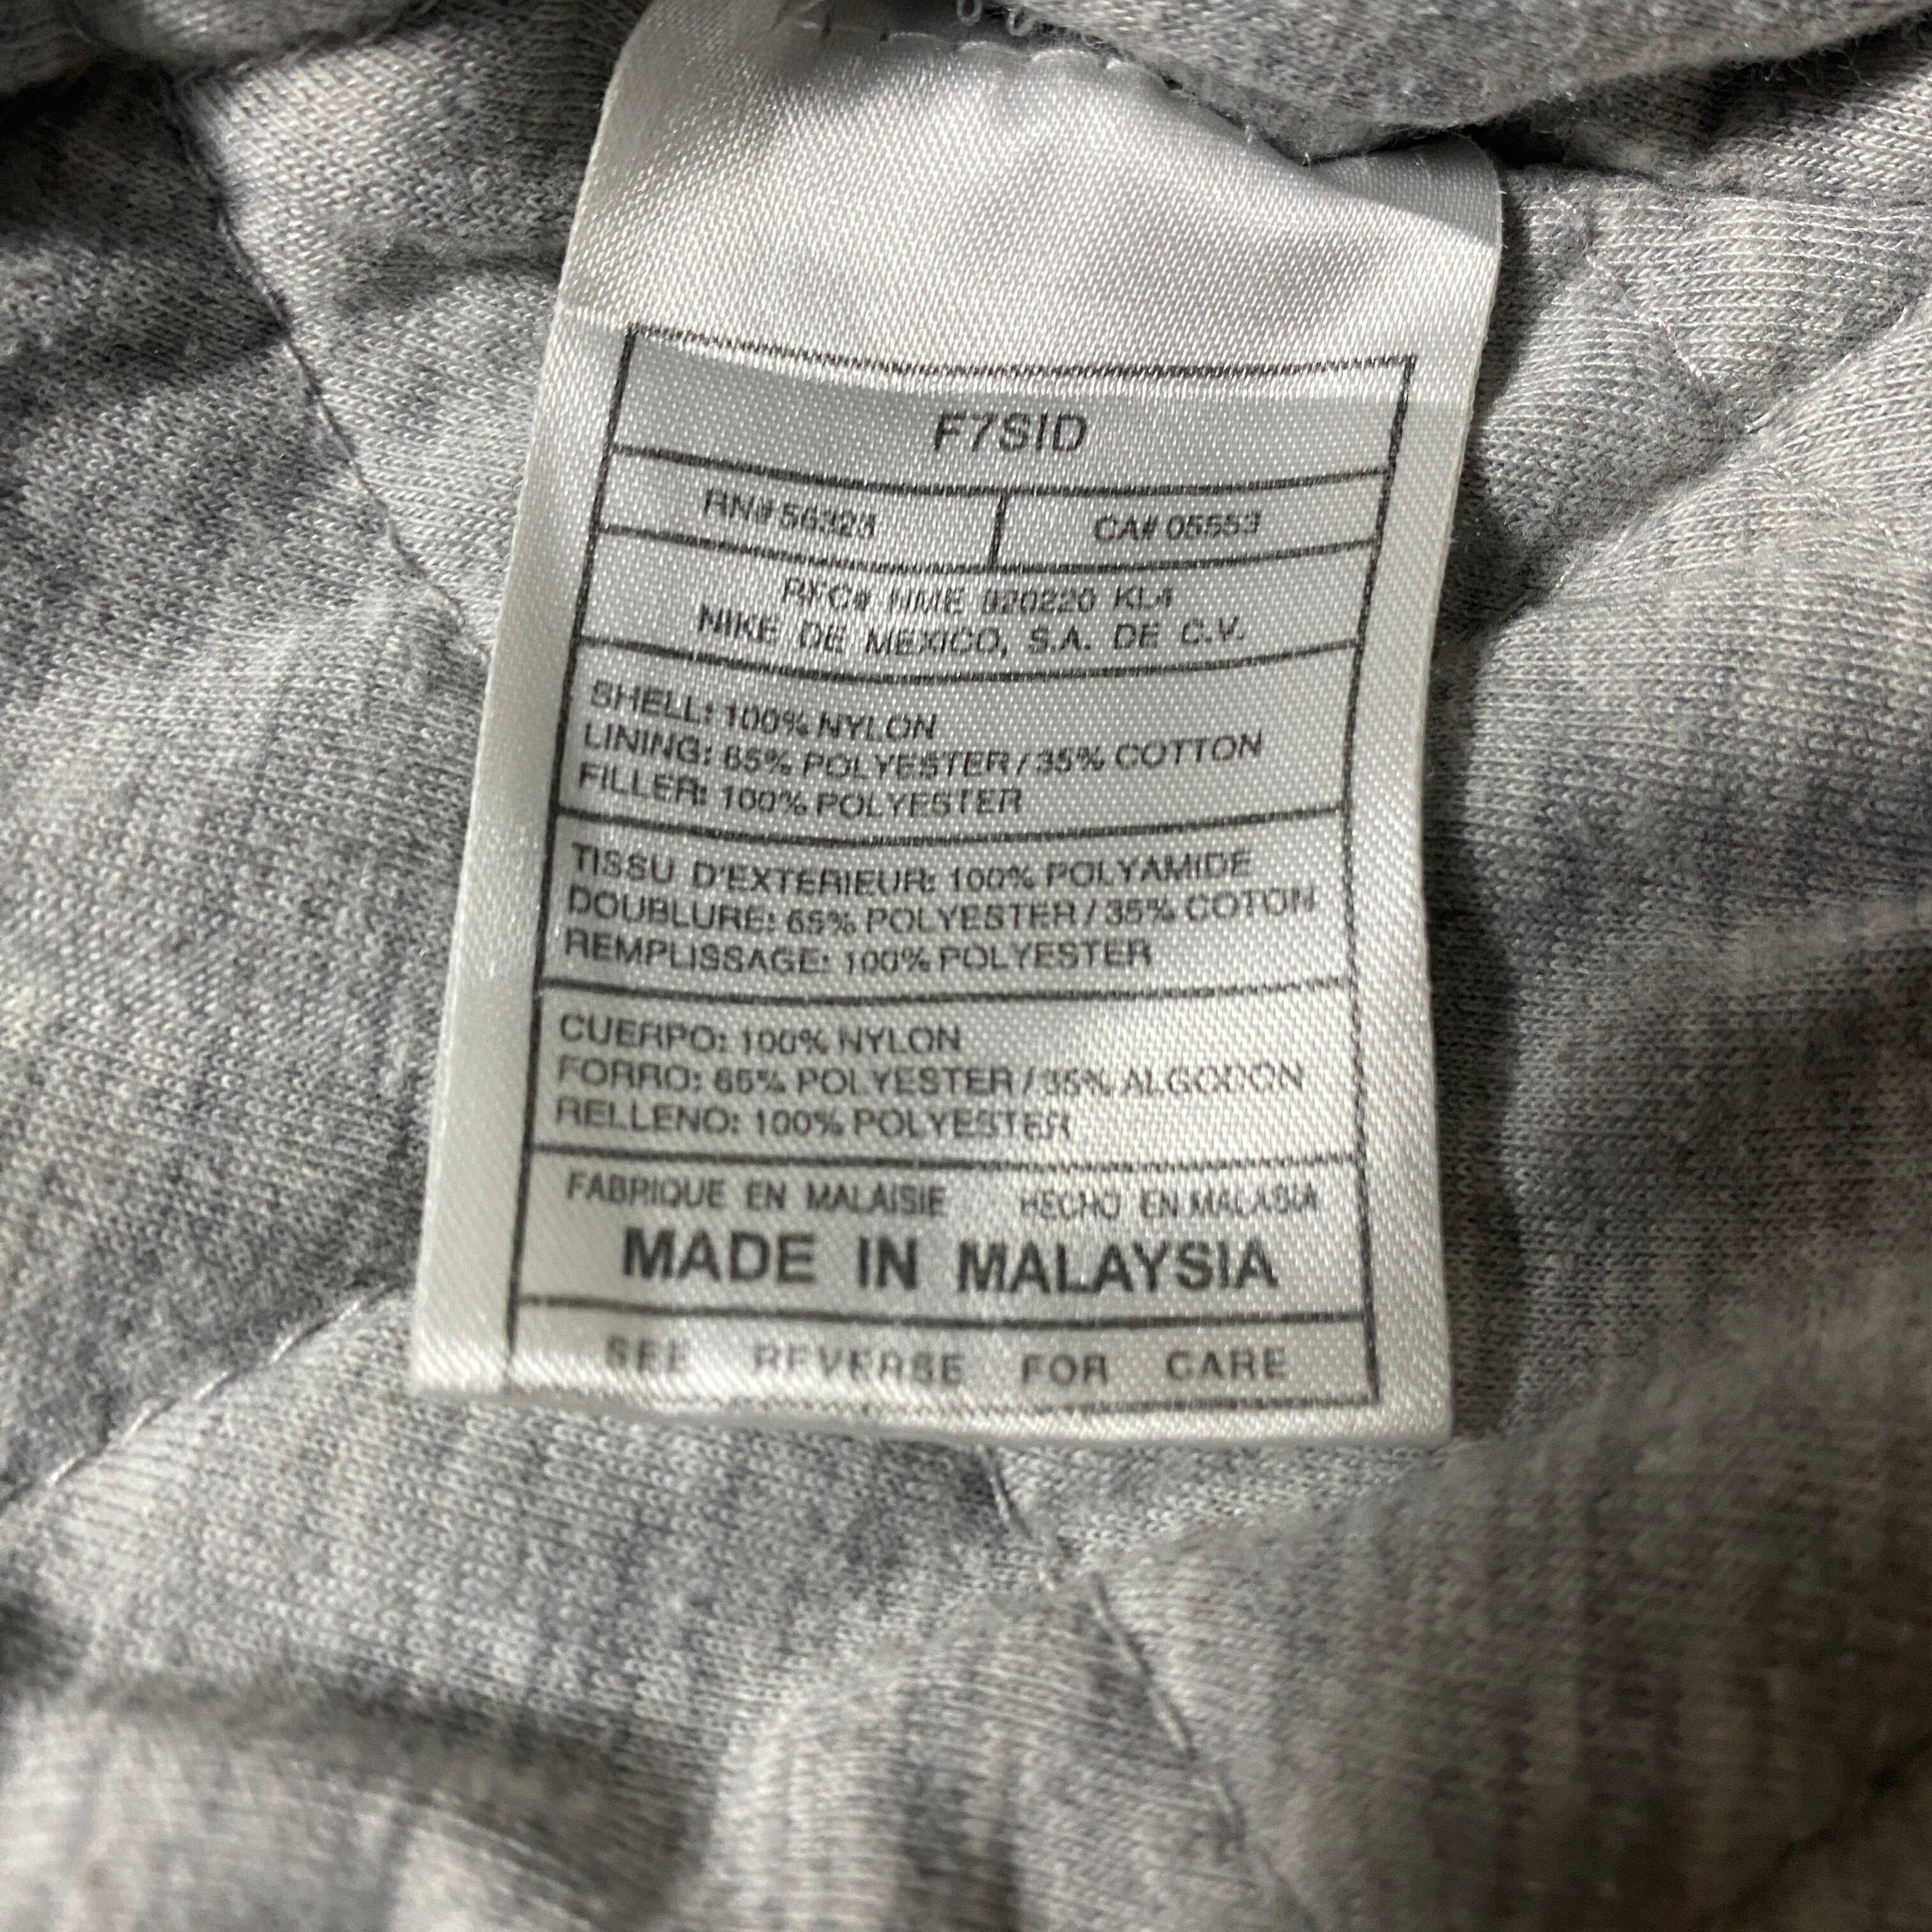 F7SID
RN# 56323 CA# 05553
RFC# NME 920220 KL4
NIKE DE MEXICO, S.A. DE C.V.
SHELL: 100% NYLON
LINING: 65% POLYESTER / 35% COTTON
FILLER: 100% POLYESTER
TISSU D'EXTERIEUR: 100% POLYAMIDE
DOUBLURE: 65% POLYESTER / 35% COTON
REMPLISSAGE: 100% POLYESTER
CUERPO: 100% NYLON
FORRO: 65% POLYESTER / 35% ALGODON
RELLENO: 100% POLYESTER
FABRIQUE EN MALAISIE HECHO EN MALASIA
MADE IN MALAYSIA
SEE REVERSE FOR CARE